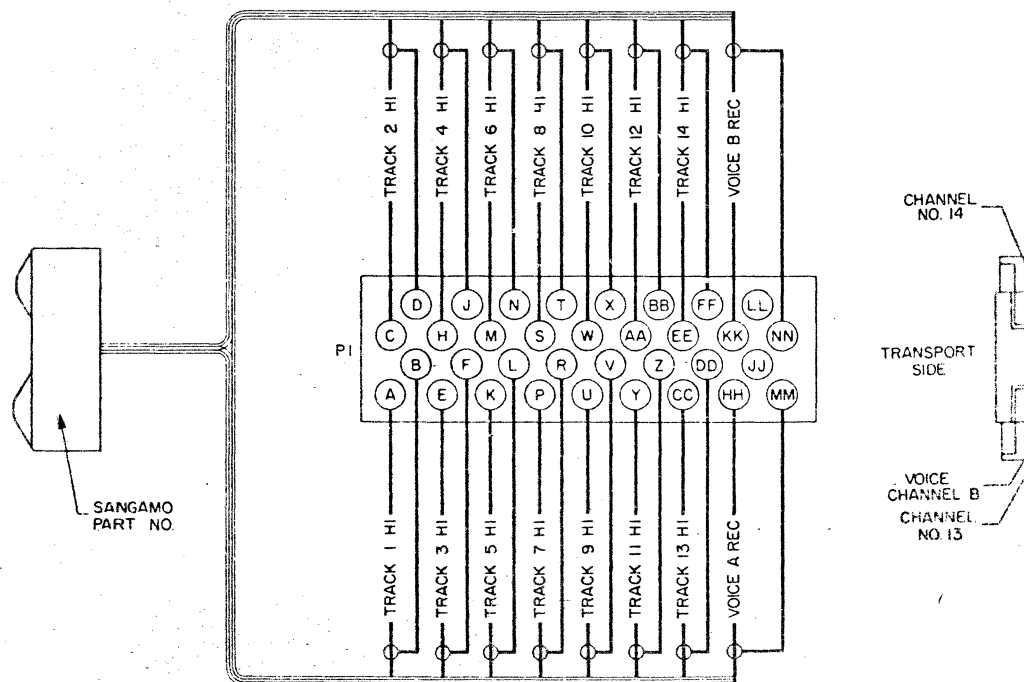 TRACK 2 HI
TRACK 4 HI
TRACK 6 HI
TRACK 8 HI
TRACK 10 HI
TRACK 12 HI
TRACK 14 HI
VOICE B REC
CHANNEL
NO. 14
D J N T X BB FF LL
C H M S W AA EE KK NN
P1
B F L R V Z DD JJ
A E K P U Y CC HH MM
TRANSPORT
SIDE
SANGAMO
PART NO.
TRACK 1 HI
TRACK 3 HI
TRACK 5 HI
TRACK 7 HI
TRACK 9 HI
TRACK 11 HI
TRACK 13 HI
VOICE A REC
VOICE
CHANNEL B
CHANNEL
NO. 13